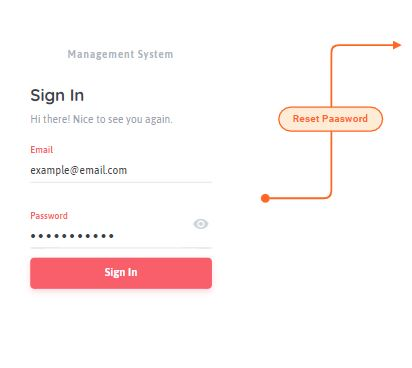 Management System
Sign In
Hi there! Nice to see you again.
Email
example@email.com
Password
Sign In
Reset Paasword